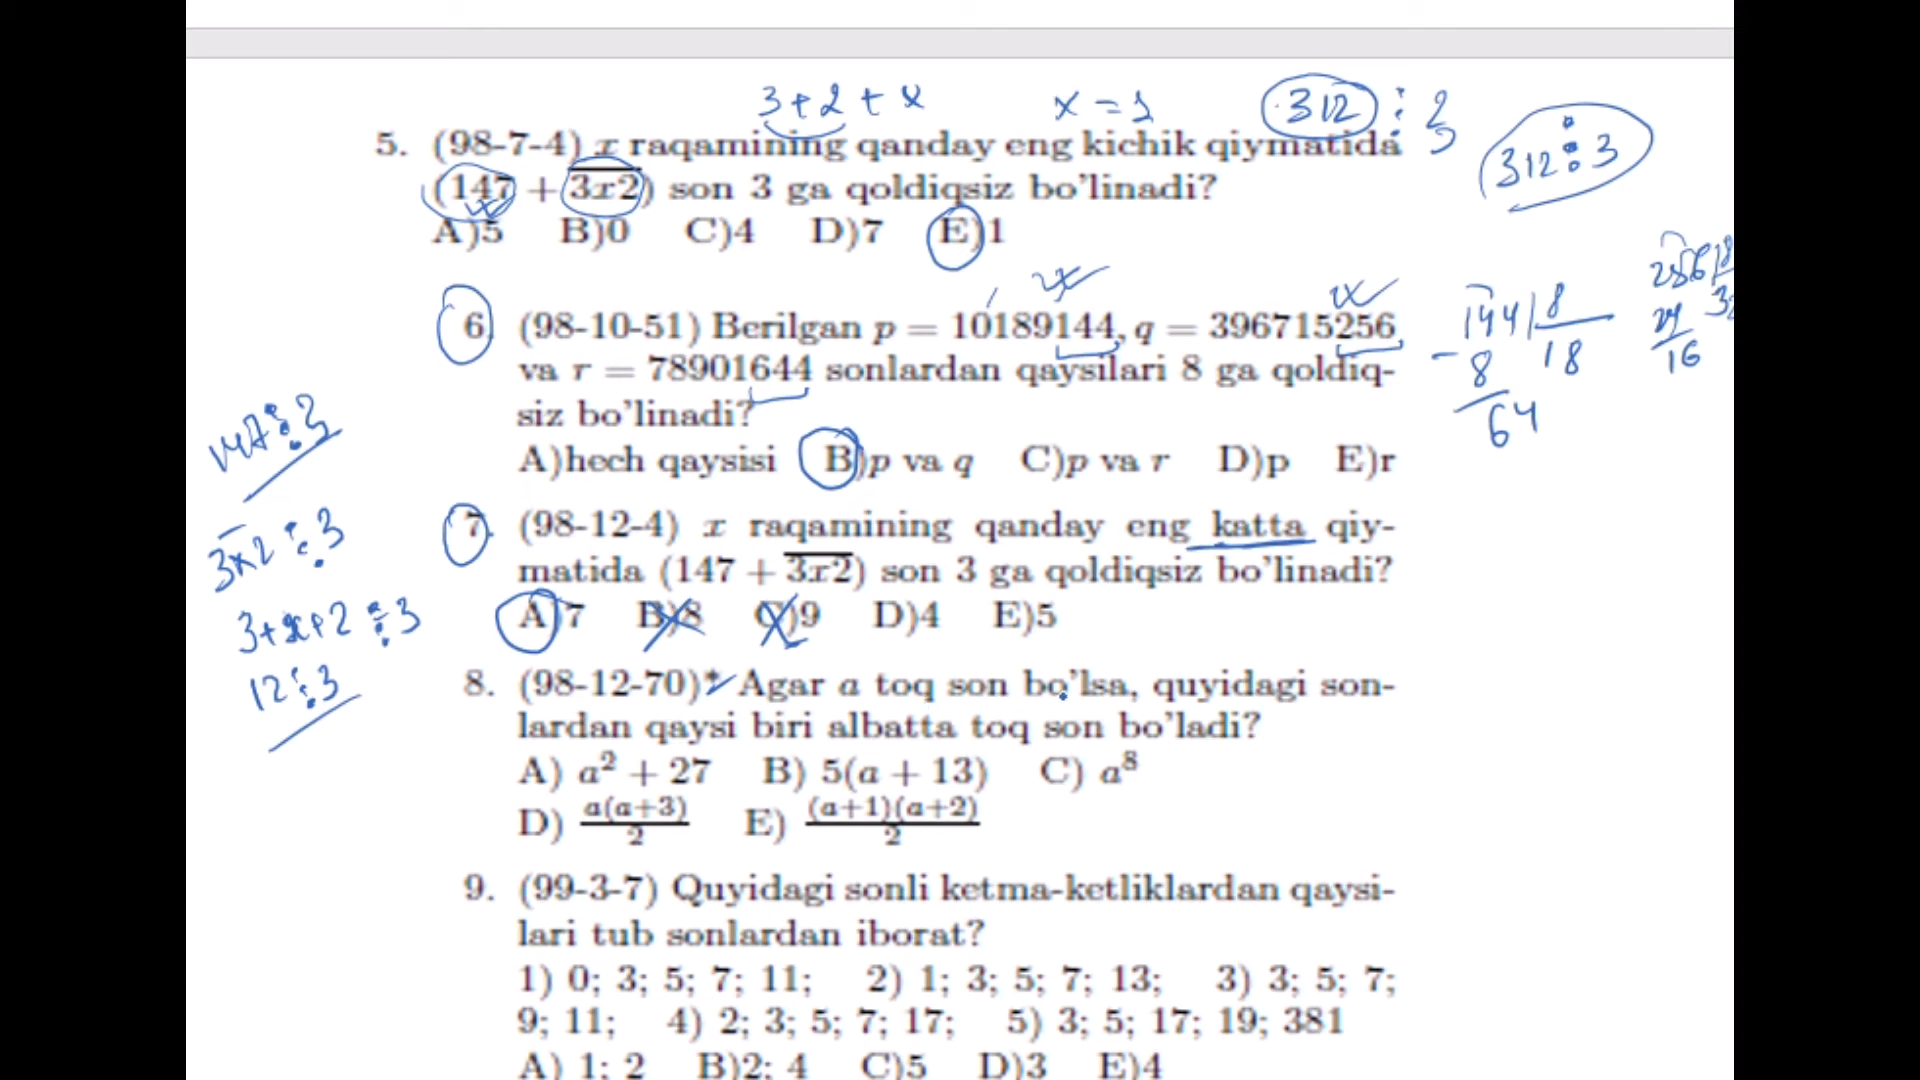 3+2+x x=1 312⋮3
312⋮3
5. (98-7-4) x raqamining qanday eng kichik qiymatida
(147 + 3x2) son 3 ga qoldiqsiz bo'linadi?
A)5 B)0 C)4 D)7 E)1
6. (98-10-51) Berilgan p = 10189144, q = 396715256
va r = 78901644 sonlardan qaysilari 8 ga qoldiq-
siz bo'linadi?
A)hech qaysisi B)p va q C)p va r D)p E)r
144 8
- 8 18
64
256 8
24 3
16
147⋮3
3x2⋮3
3+x+2⋮3
12⋮3
7. (98-12-4) x raqamining qanday eng katta qiy-
matida (147 + 3x2) son 3 ga qoldiqsiz bo'linadi?
A)7 B)8 C)9 D)4 E)5
8. (98-12-70)* Agar a toq son bo'lsa, quyidagi son-
lardan qaysi biri albatta toq son bo'ladi?
A) a² + 27 B) 5(a + 13) C) a⁸
D) a(a+3)/2 E) (a+1)(a+2)/2
9. (99-3-7) Quyidagi sonli ketma-ketliklardan qaysi-
lari tub sonlardan iborat?
1) 0; 3; 5; 7; 11; 2) 1; 3; 5; 7; 13; 3) 3; 5; 7;
9; 11; 4) 2; 3; 5; 7; 17; 5) 3; 5; 17; 19; 381
A) 1; 2 B)2; 4 C)5 D)3 E)4